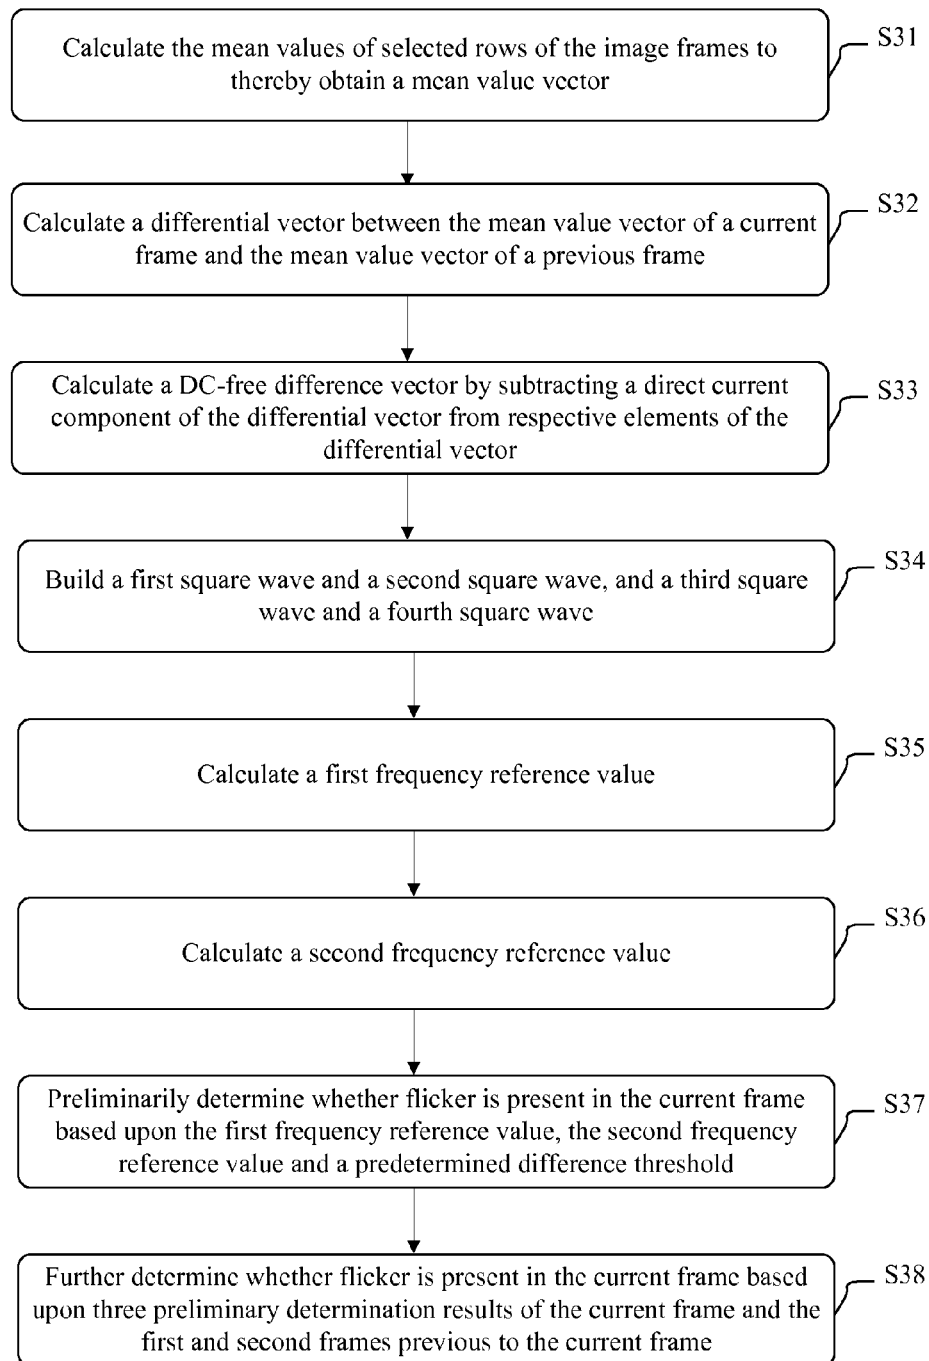 Calculate the mean values of selected rows of the image frames to
thereby obtain a mean value vector
S31
Calculate a differential vector between the mean value vector of a current
frame and the mean value vector of a previous frame
S32
Calculate a DC-free difference vector by subtracting a direct current
component of the differential vector from respective elements of the
differential vector
S33
Build a first square wave and a second square wave, and a third square
wave and a fourth square wave
S34
Calculate a first frequency reference value
S35
Calculate a second frequency reference value
S36
Preliminarily determine whether flicker is present in the current frame
based upon the first frequency reference value, the second frequency
reference value and a predetermined difference threshold
S37
Further determine whether flicker is present in the current frame based
upon three preliminary determination results of the current frame and the
first and second frames previous to the current frame
S38